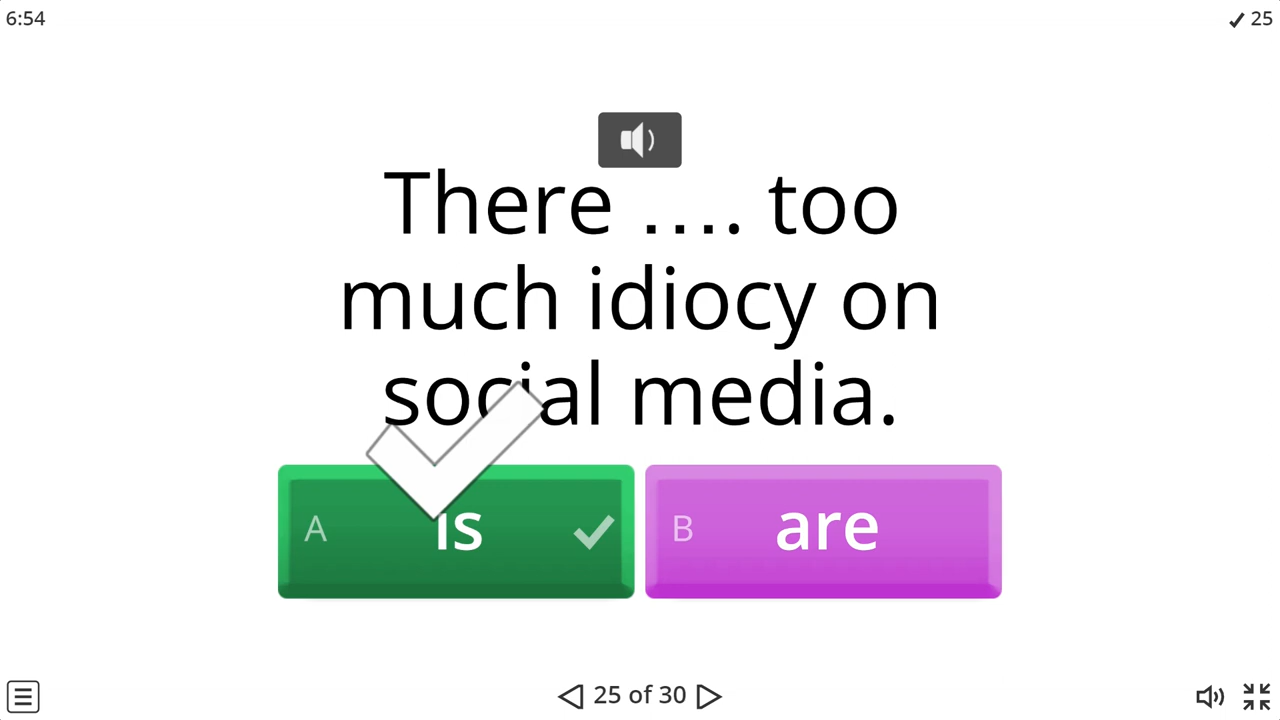 6:54
25
There .... too
much idiocy on
social media.
A is
B are
25 of 30